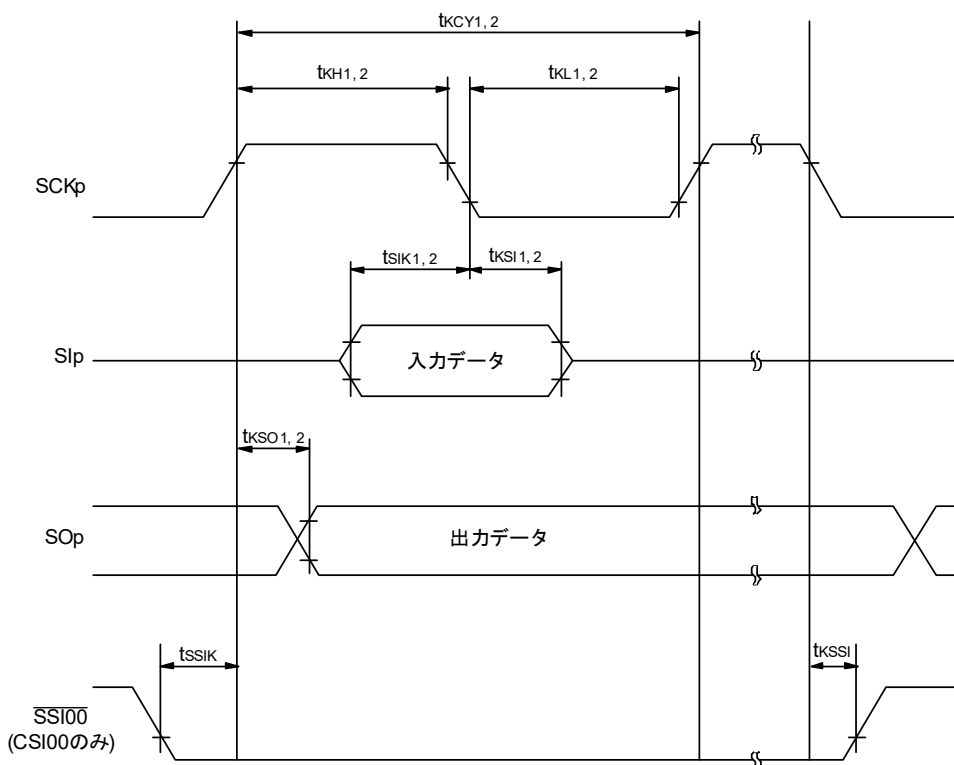 tKCY1, 2
tKH1, 2
tKL1, 2
SCKp
tSIK1, 2
tKSI1, 2
SIp
入力データ
tKSO1, 2
SOp
出力データ
tSSIK
tKSSI
SSI00
(CSI00のみ)